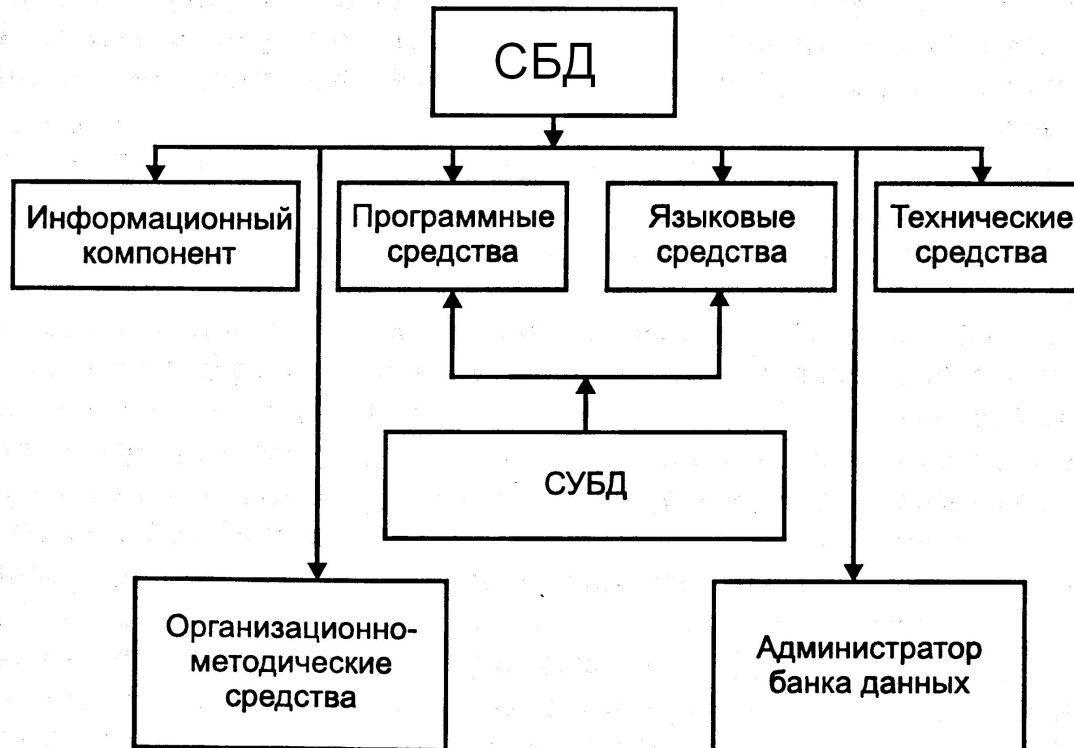 СБД
Информационный
компонент
Программные
средства
Языковые
средства
Технические
средства
СУБД
Организационно-
методические
средства
Администратор
банка данных